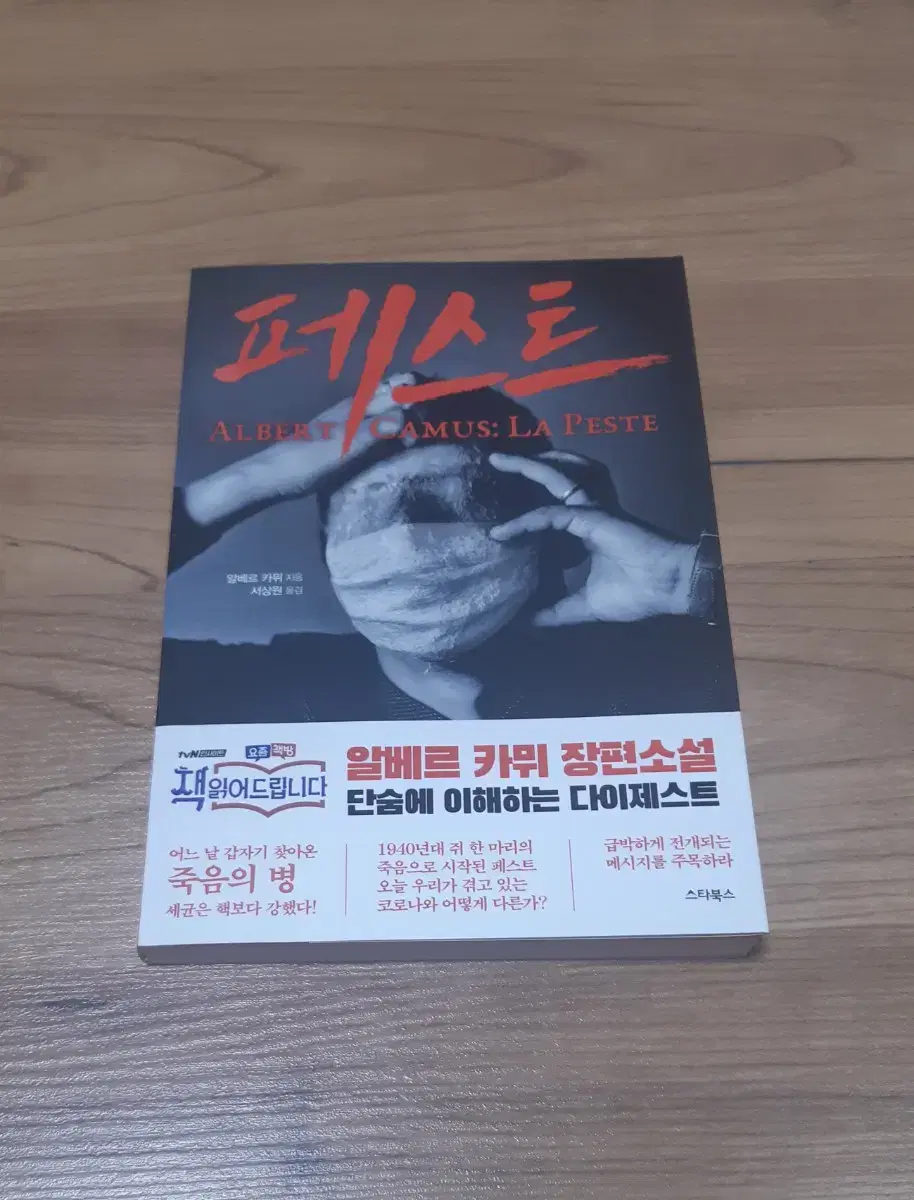 페스트
ALBERT CAMUS: LA PESTE
알베르 카뮈 지음
서상원 옮김
tvN 인사이트
요즘 책방
책 읽어드립니다
알베르 카뮈 장편소설
단숨에 이해하는 다이제스트
어느 날 갑자기 찾아온
죽음의 병
세균은 핵보다 강했다!
1940년대 쥐 한 마리의
죽음으로 시작된 페스트
오늘 우리가 겪고 있는
코로나와 어떻게 다른가?
급박하게 전개되는
메시지를 주목하라
스타북스